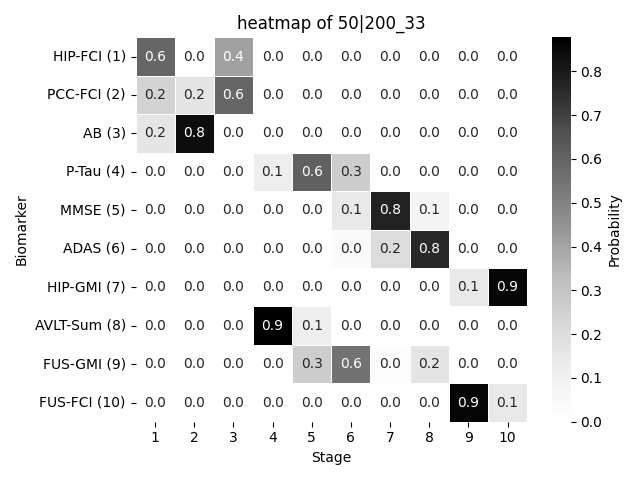 heatmap of 50|200_33
HIP-FCI (1) 0.6 0.0 0.4 0.0 0.0 0.0 0.0 0.0 0.0 0.0
PCC-FCI (2) 0.2 0.2 0.6 0.0 0.0 0.0 0.0 0.0 0.0 0.0
AB (3) 0.2 0.8 0.0 0.0 0.0 0.0 0.0 0.0 0.0 0.0
P-Tau (4) 0.0 0.0 0.0 0.1 0.6 0.3 0.0 0.0 0.0 0.0
MMSE (5) 0.0 0.0 0.0 0.0 0.0 0.1 0.8 0.1 0.0 0.0
ADAS (6) 0.0 0.0 0.0 0.0 0.0 0.0 0.2 0.8 0.0 0.0
HIP-GMI (7) 0.0 0.0 0.0 0.0 0.0 0.0 0.0 0.0 0.1 0.9
AVLT-Sum (8) 0.0 0.0 0.0 0.9 0.1 0.0 0.0 0.0 0.0 0.0
FUS-GMI (9) 0.0 0.0 0.0 0.0 0.3 0.6 0.0 0.2 0.0 0.0
FUS-FCI (10) 0.0 0.0 0.0 0.0 0.0 0.0 0.0 0.0 0.9 0.1
1 2 3 4 5 6 7 8 9 10
Stage
Biomarker
0.8
0.7
0.6
0.5
0.4
0.3
0.2
0.1
0.0
Probability